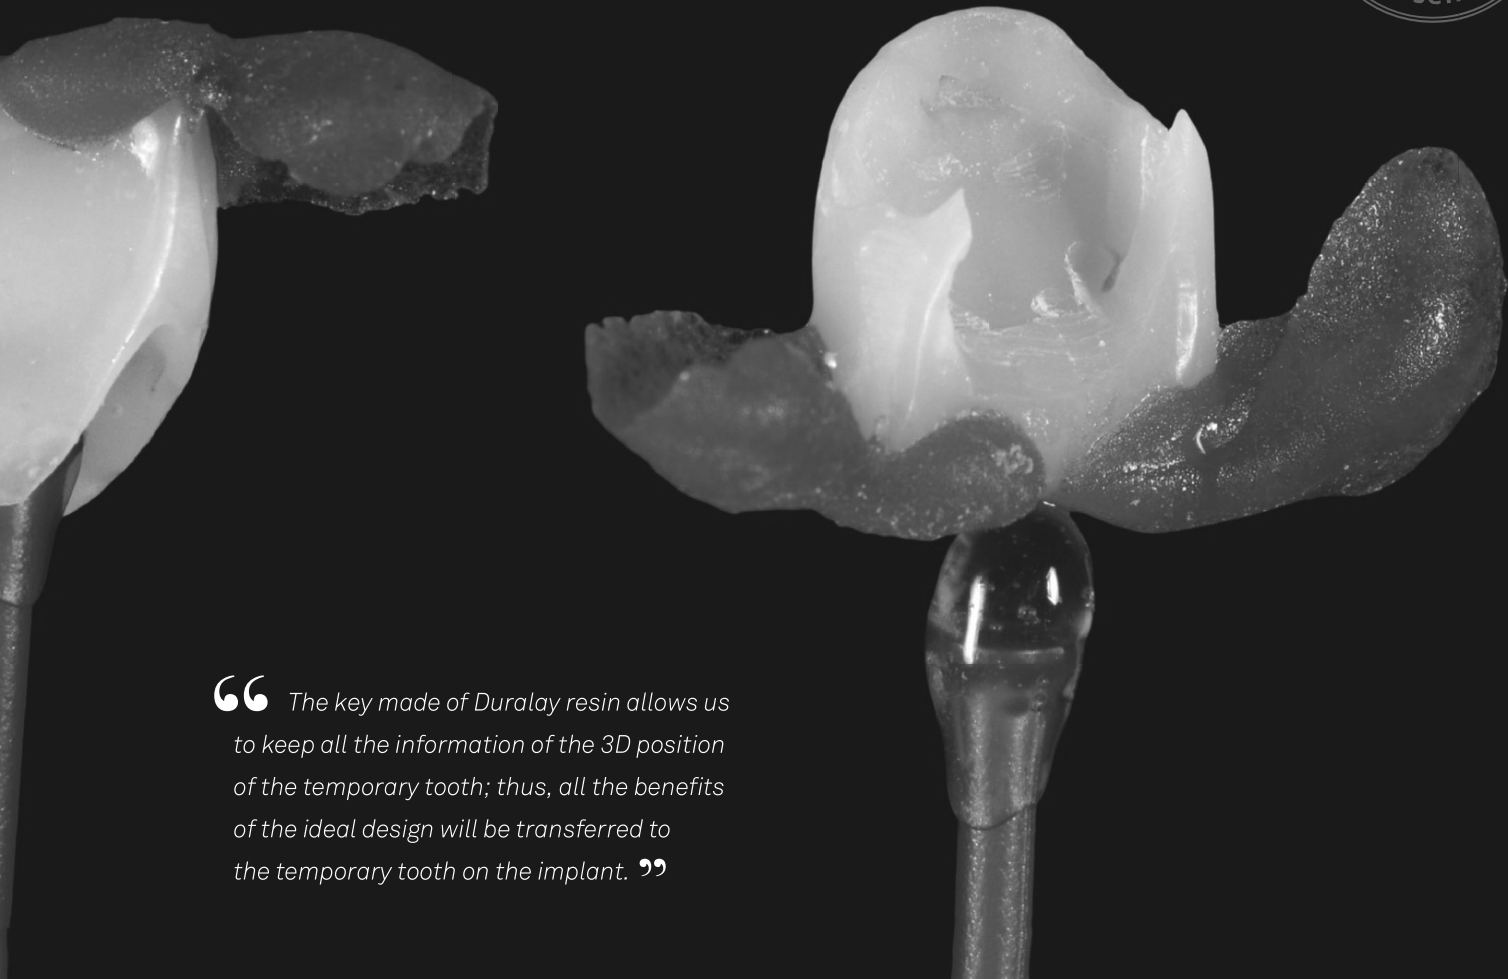 “ The key made of Duralay resin allows us
to keep all the information of the 3D position
of the temporary tooth; thus, all the benefits
of the ideal design will be transferred to
the temporary tooth on the implant. ”